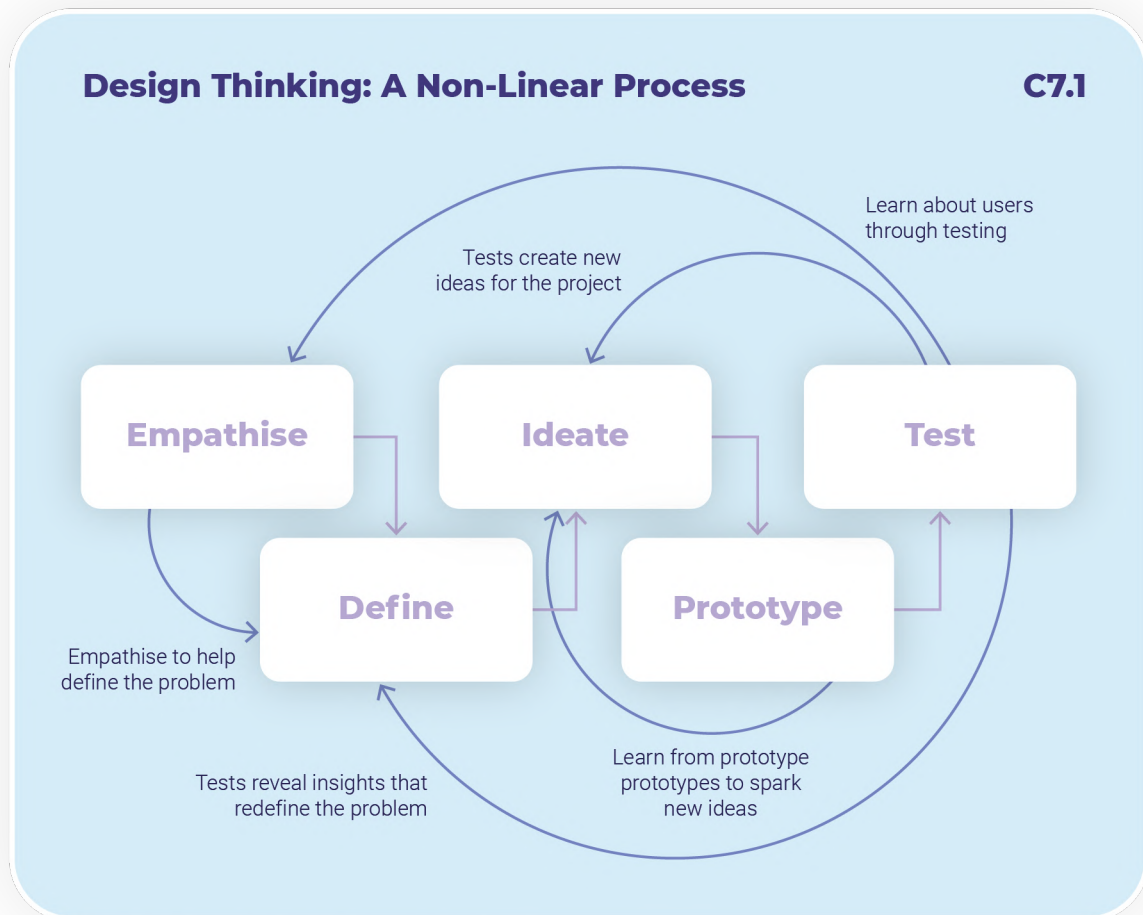 Design Thinking: A Non-Linear Process
C7.1
Learn about users
through testing
Tests create new
ideas for the project
Empathise
Ideate
Test
Define
Prototype
Empathise to help
define the problem
Learn from prototype
prototypes to spark
new ideas
Tests reveal insights that
redefine the problem